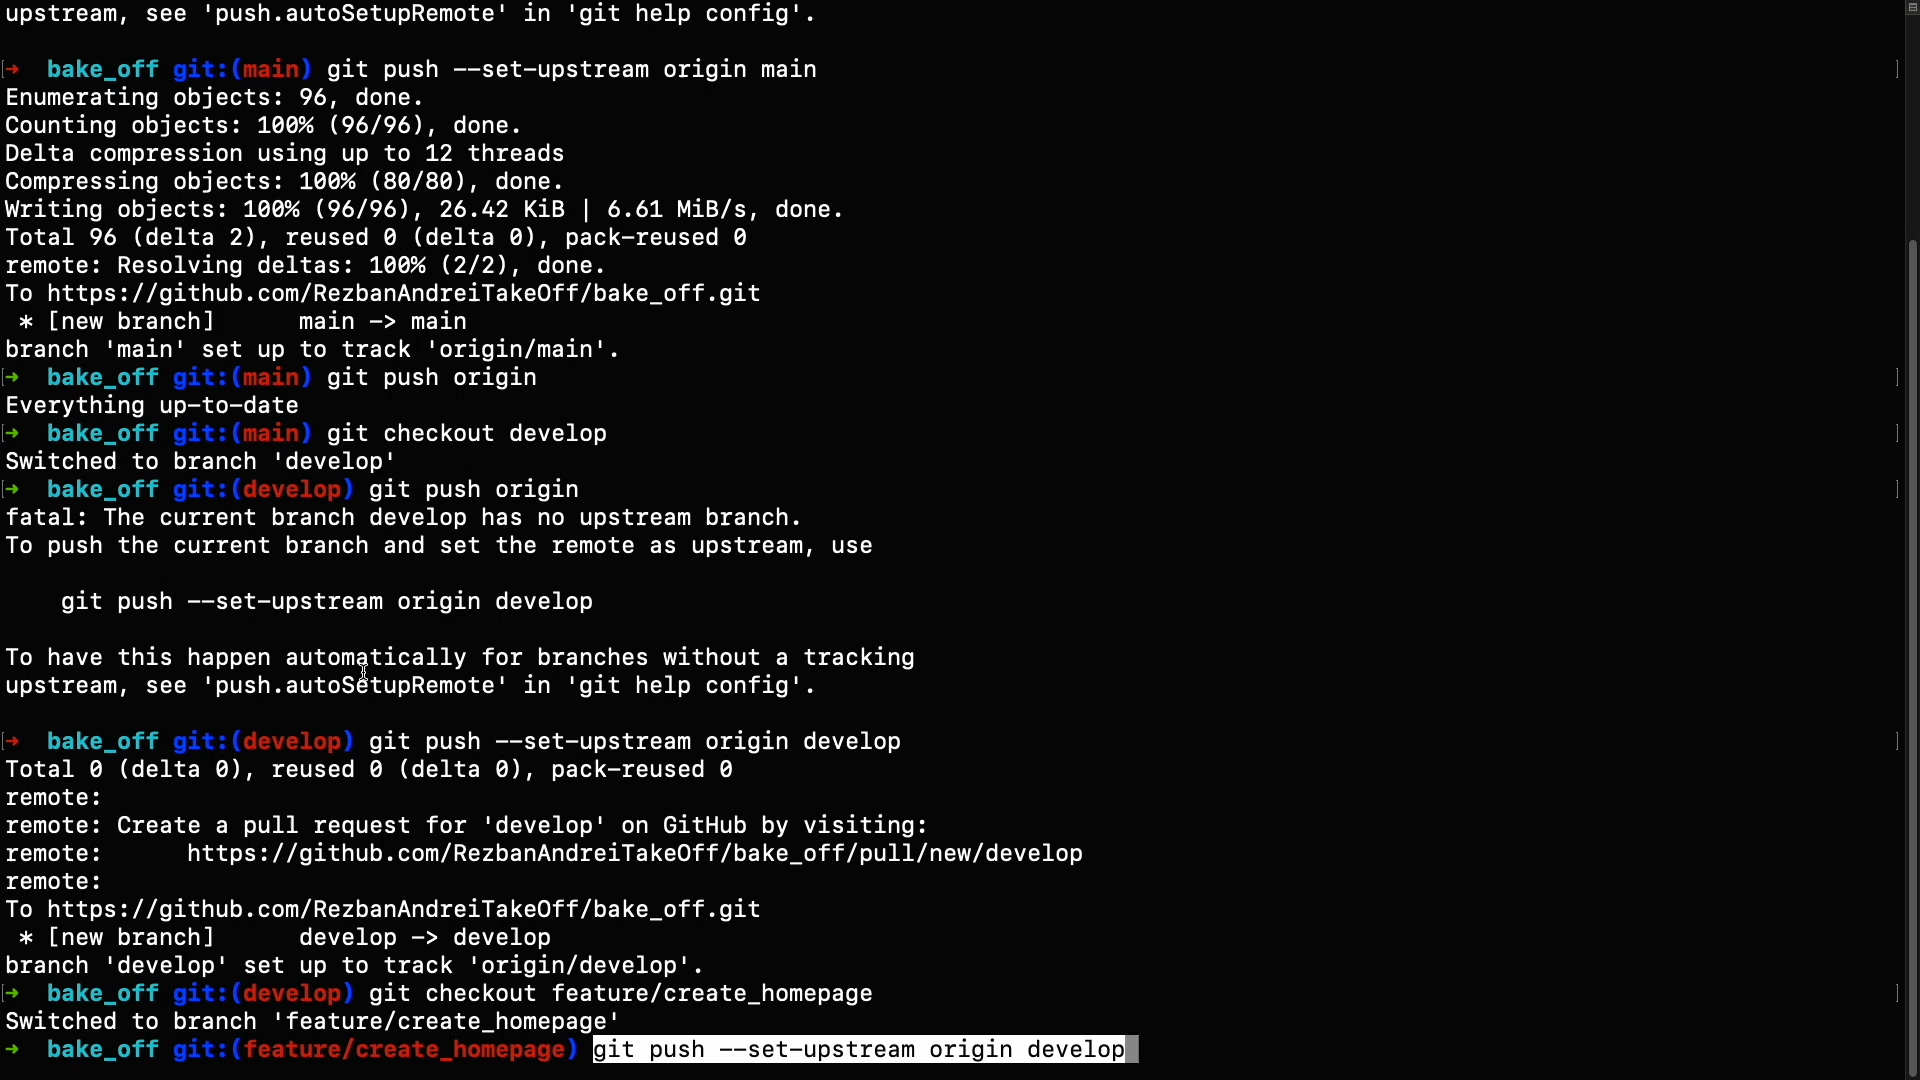 upstream, see 'push.autoSetupRemote' in 'git help config'.
[→ bake_off git:(main) git push --set-upstream origin main ]
Enumerating objects: 96, done.
Counting objects: 100% (96/96), done.
Delta compression using up to 12 threads
Compressing objects: 100% (80/80), done.
Writing objects: 100% (96/96), 26.42 KiB | 6.61 MiB/s, done.
Total 96 (delta 2), reused 0 (delta 0), pack-reused 0
remote: Resolving deltas: 100% (2/2), done.
To https://github.com/RezbanAndreiTakeOff/bake_off.git
 * [new branch]      main -> main
branch 'main' set up to track 'origin/main'.
[→ bake_off git:(main) git push origin ]
Everything up-to-date
[→ bake_off git:(main) git checkout develop ]
Switched to branch 'develop'
[→ bake_off git:(develop) git push origin ]
fatal: The current branch develop has no upstream branch.
To push the current branch and set the remote as upstream, use
    git push --set-upstream origin develop
To have this happen automatically for branches without a tracking
upstream, see 'push.autoSetupRemote' in 'git help config'.
[→ bake_off git:(develop) git push --set-upstream origin develop ]
Total 0 (delta 0), reused 0 (delta 0), pack-reused 0
remote:
remote: Create a pull request for 'develop' on GitHub by visiting:
remote:      https://github.com/RezbanAndreiTakeOff/bake_off/pull/new/develop
remote:
To https://github.com/RezbanAndreiTakeOff/bake_off.git
 * [new branch]      develop -> develop
branch 'develop' set up to track 'origin/develop'.
[→ bake_off git:(develop) git checkout feature/create_homepage ]
Switched to branch 'feature/create_homepage'
→ bake_off git:(feature/create_homepage) git push --set-upstream origin develop